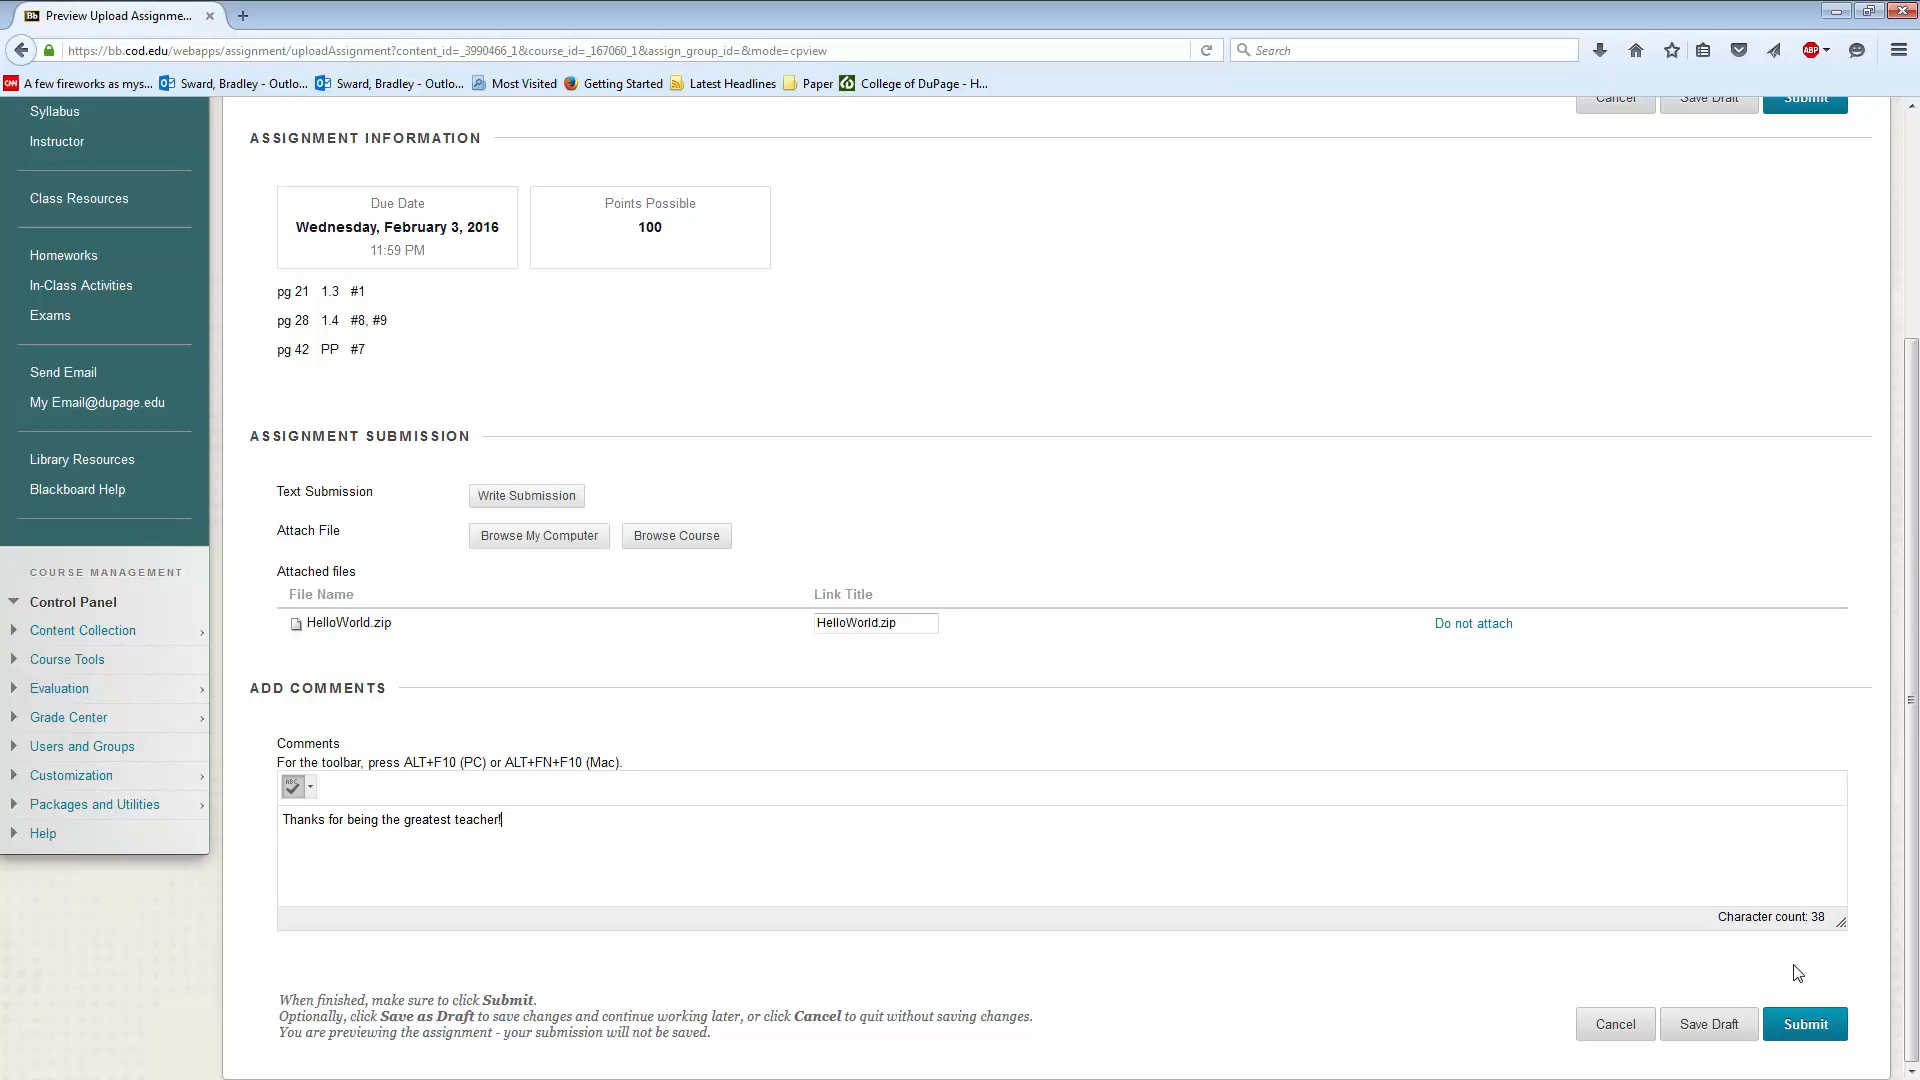 Preview Upload Assignme...
https://bb.cod.edu/webapps/assignment/uploadAssignment?content_id=_3990466_1&course_id=_167060_1&assign_group_id=&mode=cpview
Search
ABP
CNN A few fireworks as mys... Sward, Bradley - Outlo... Sward, Bradley - Outlo... Most Visited Getting Started Latest Headlines Paper College of DuPage - H...
Syllabus
Instructor
Class Resources
Homeworks
In-Class Activities
Exams
Send Email
My Email@dupage.edu
Library Resources
Blackboard Help
COURSE MANAGEMENT
Control Panel
Content Collection
Course Tools
Evaluation
Grade Center
Users and Groups
Customization
Packages and Utilities
Help
Cancel Save Draft Submit
ASSIGNMENT INFORMATION
Due Date
Wednesday, February 3, 2016
11:59 PM
Points Possible
100
pg 21 1.3 #1
pg 28 1.4 #8, #9
pg 42 PP #7
ASSIGNMENT SUBMISSION
Text Submission Write Submission
Attach File Browse My Computer Browse Course
Attached files
File Name Link Title
HelloWorld.zip HelloWorld.zip Do not attach
ADD COMMENTS
Comments
For the toolbar, press ALT+F10 (PC) or ALT+FN+F10 (Mac).
ABC
Thanks for being the greatest teacher!
Character count: 38
When finished, make sure to click Submit.
Optionally, click Save as Draft to save changes and continue working later, or click Cancel to quit without saving changes.
You are previewing the assignment - your submission will not be saved.
Cancel Save Draft Submit